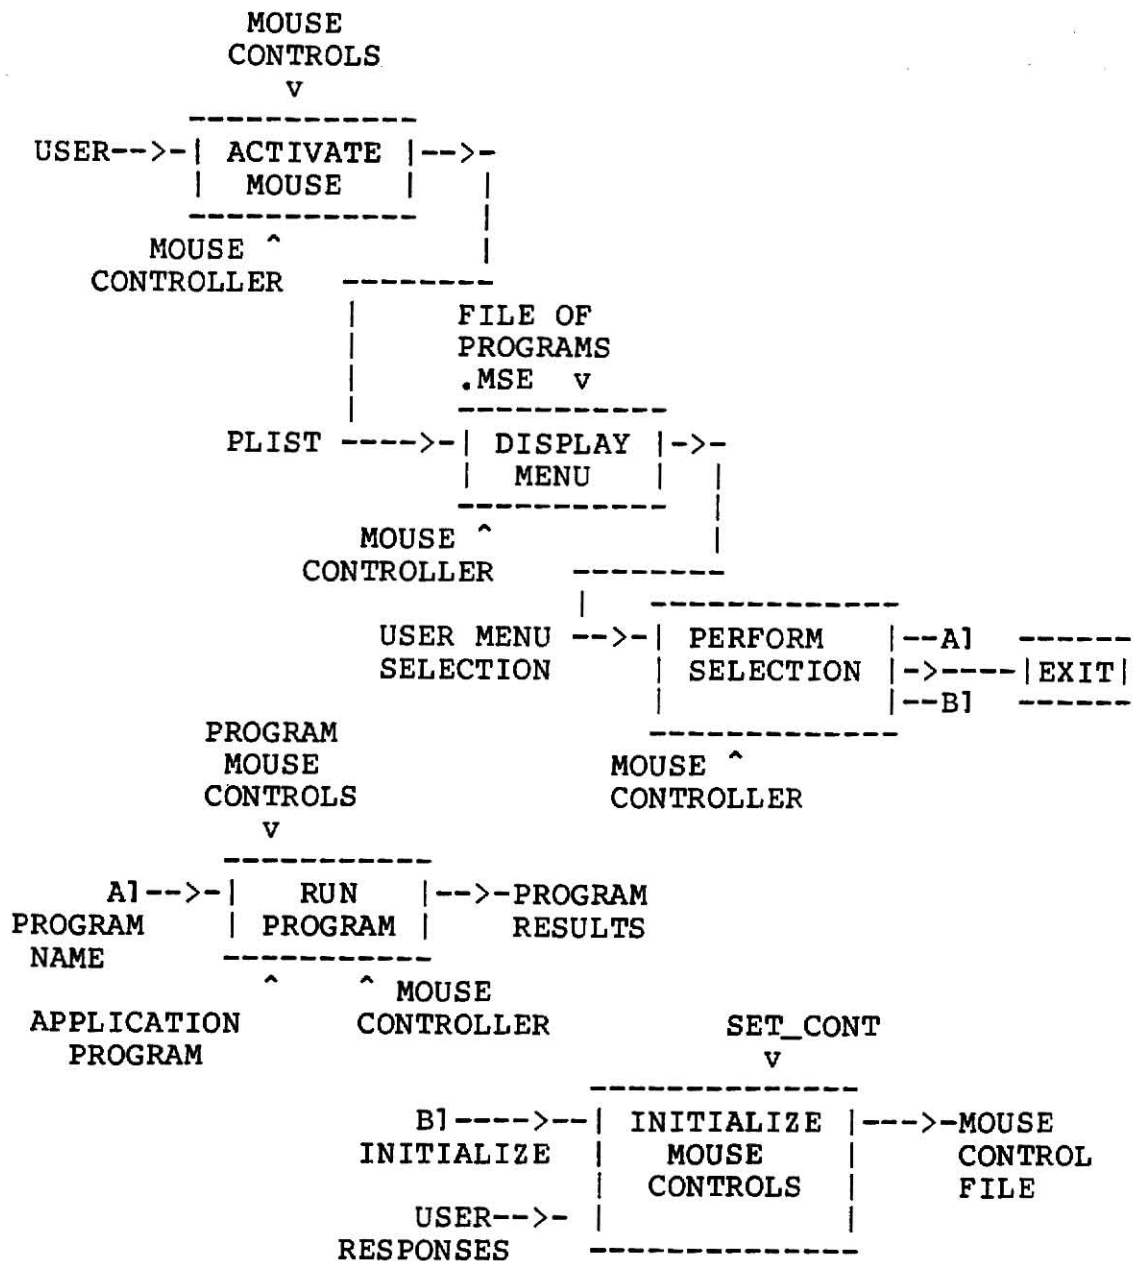 MOUSE
CONTROLS
v
------------
USER-->-| ACTIVATE |-->-
| MOUSE | |
------------ |
MOUSE ^ |
CONTROLLER --------
| FILE OF
| PROGRAMS
| .MSE v
| -----------
PLIST ---->-| DISPLAY |->-
| MENU | |
----------- |
MOUSE ^ |
CONTROLLER --------
| -------------
USER MENU -->-| PERFORM |--A] ------
SELECTION | SELECTION |->----|EXIT|
| |--B] ------
PROGRAM -------------
MOUSE MOUSE ^
CONTROLS CONTROLLER
v
-----------
A]-->-| RUN |-->-PROGRAM
PROGRAM | PROGRAM | RESULTS
NAME -----------
^ ^ MOUSE
APPLICATION CONTROLLER SET_CONT
PROGRAM v
--------------
B]---->--| INITIALIZE |--->-MOUSE
INITIALIZE | MOUSE | CONTROL
| CONTROLS | FILE
USER-->- | |
RESPONSES --------------